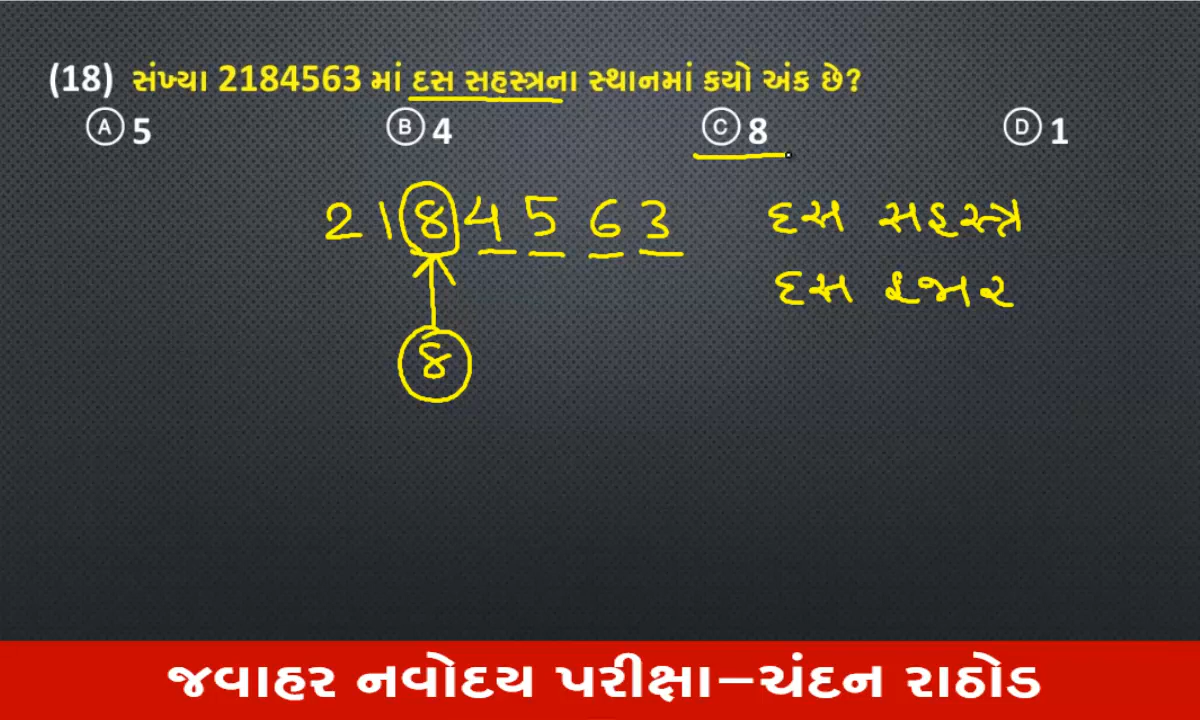 (18) સંખ્યા 2184563 માં દસ સહસ્ત્રના સ્થાનમાં કયો અંક છે?
A 5 B 4 C 8 D 1
2184563 દસ સહસ્ત્ર
દસ હજાર
8
જવાહર નવોદય પરીક્ષા–ચંદન રાઠોડ